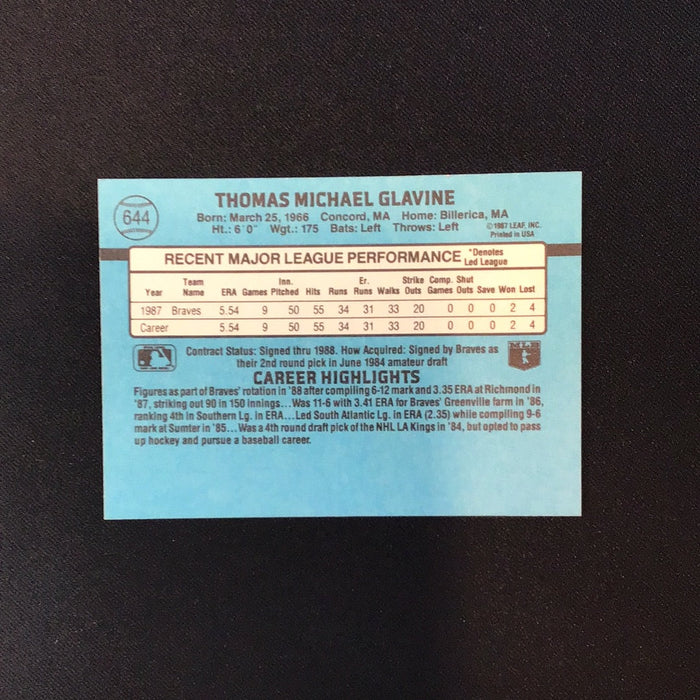 644
THOMAS MICHAEL GLAVINE
Born: March 25, 1966 Concord, MA Home: Billerica, MA
Ht.: 6'0" Wgt.: 175 Bats: Left Throws: Left
©1987 LEAF, INC.
Printed in USA
RECENT MAJOR LEAGUE PERFORMANCE *Denotes Led League
Year Team Name ERA Games Inn. Pitched Hits Runs Er. Runs Walks Strike Outs Comp. Games Shut Outs Save Won Lost
1987 Braves 5.54 9 50 55 34 31 33 20 0 0 0 2 4
Career 5.54 9 50 55 34 31 33 20 0 0 0 2 4
Contract Status: Signed thru 1988. How Acquired: Signed by Braves as
their 2nd round pick in June 1984 amateur draft
MLB
CAREER HIGHLIGHTS
Figures as part of Braves' rotation in '88 after compiling 6-12 mark and 3.35 ERA at Richmond in
'87, striking out 90 in 150 innings...Was 11-6 with 3.41 ERA for Braves' Greenville farm in '86,
ranking 4th in Southern Lg. in ERA...Led South Atlantic Lg. in ERA (2.35) while compiling 9-6
mark at Sumter in '85...Was a 4th round draft pick of the NHL LA Kings in '84, but opted to pass
up hockey and pursue a baseball career.